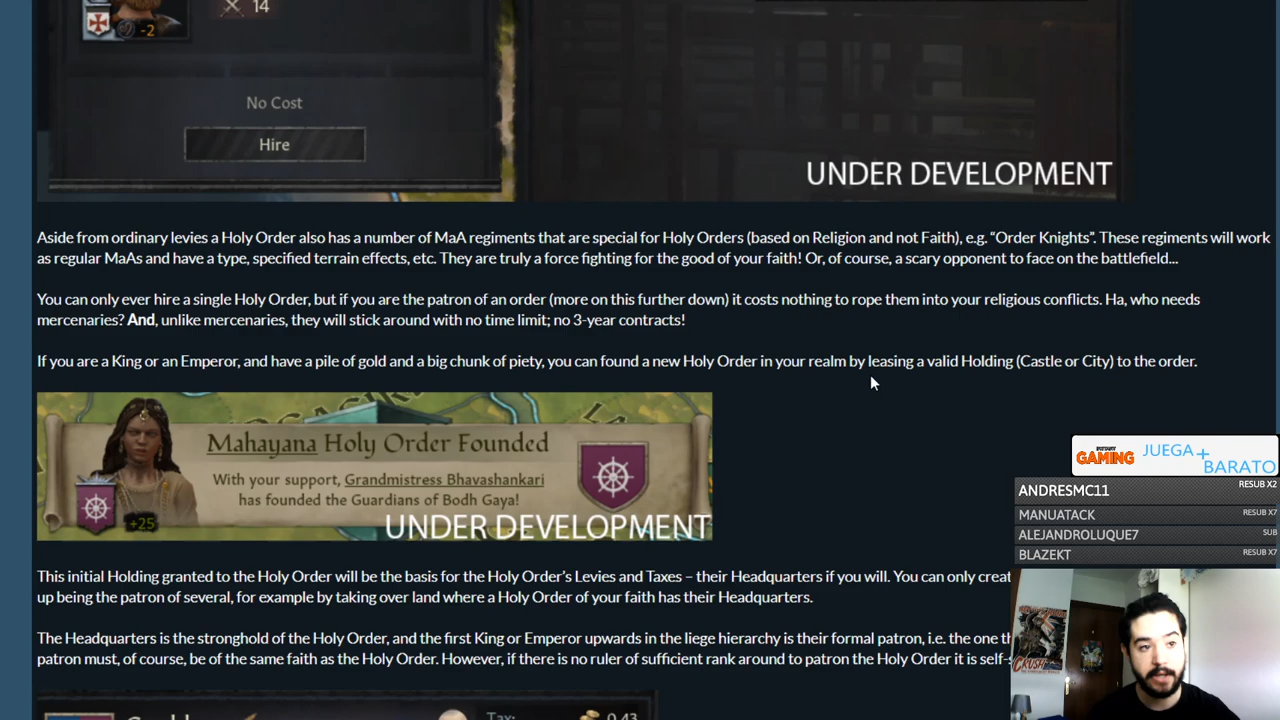 14
-2
No Cost
Hire
UNDER DEVELOPMENT
Aside from ordinary levies a Holy Order also has a number of MaA regiments that are special for Holy Orders (based on Religion and not Faith), e.g. “Order Knights”. These regiments will work
as regular MaAs and have a type, specified terrain effects, etc. They are truly a force fighting for the good of your faith! Or, of course, a scary opponent to face on the battlefield...
You can only ever hire a single Holy Order, but if you are the patron of an order (more on this further down) it costs nothing to rope them into your religious conflicts. Ha, who needs
mercenaries? And, unlike mercenaries, they will stick around with no time limit; no 3-year contracts!
If you are a King or an Emperor, and have a pile of gold and a big chunk of piety, you can found a new Holy Order in your realm by leasing a valid Holding (Castle or City) to the order.
Mahayana Holy Order Founded
With your support, Grandmistress Bhavashankari
has founded the Guardians of Bodh Gaya!
+25
UNDER DEVELOPMENT
INSTANT GAMING JUEGA+ BARATO
ANDRESMC11 RESUB X2
MANUATACK RESUB X7
ALEJANDROLUQUE7 SUB
BLAZEKT RESUB X7
This initial Holding granted to the Holy Order will be the basis for the Holy Order’s Levies and Taxes – their Headquarters if you will. You can only creat
up being the patron of several, for example by taking over land where a Holy Order of your faith has their Headquarters.
The Headquarters is the stronghold of the Holy Order, and the first King or Emperor upwards in the liege hierarchy is their formal patron, i.e. the one th
patron must, of course, be of the same faith as the Holy Order. However, if there is no ruler of sufficient rank around to patron the Holy Order it is self-s
Tax: 0.43
CRUSH